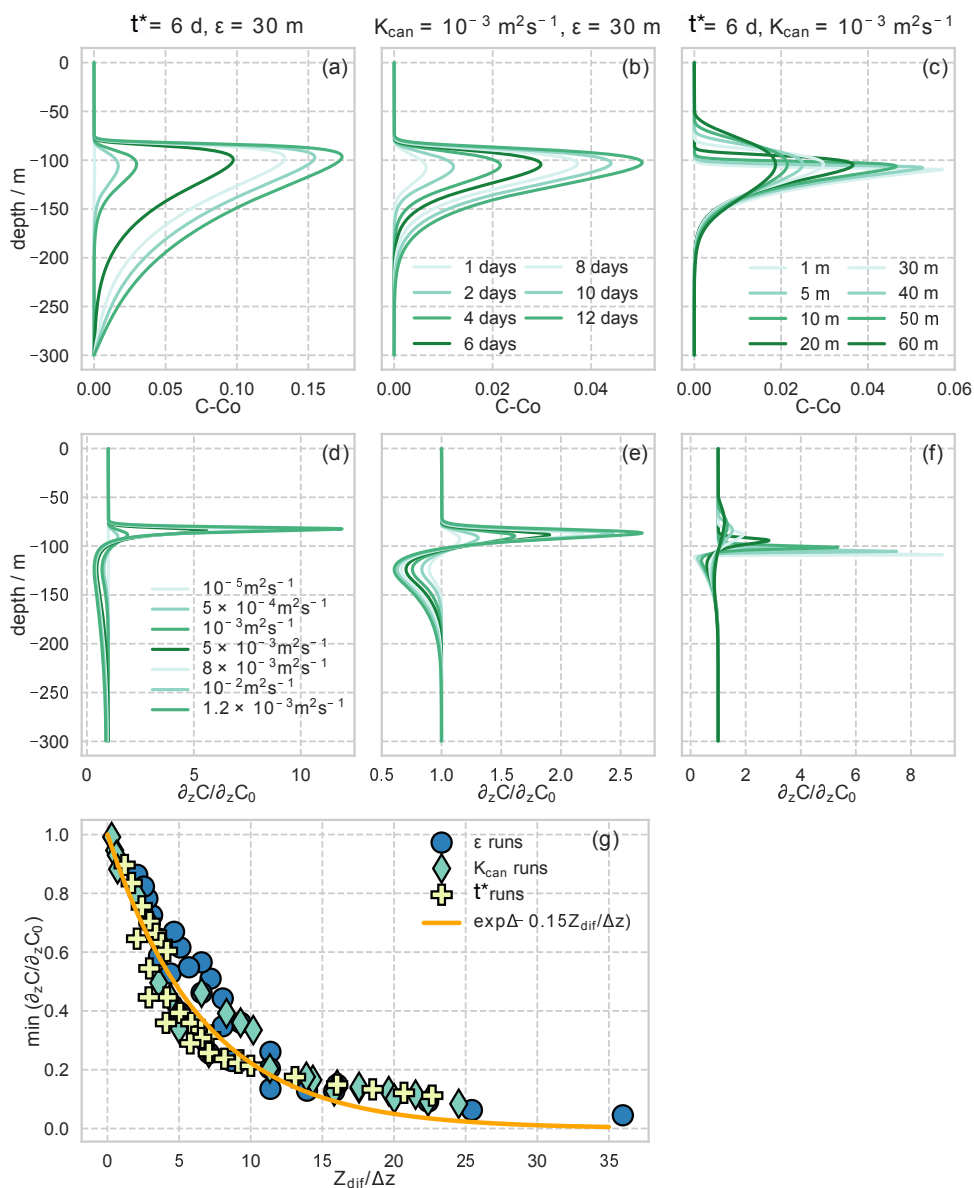 t* = 6 d, ε = 30 m
K_can = 10⁻³ m²s⁻¹, ε = 30 m
t* = 6 d, K_can = 10⁻³ m²s⁻¹
(a)
(b)
(c)
0
−50
−100
−150
−200
−250
−300
depth / m
0.00 0.05 0.10 0.15
C-Co
1 days
2 days
4 days
6 days
8 days
10 days
12 days
0.00 0.02 0.04
C-Co
1 m
5 m
10 m
20 m
30 m
40 m
50 m
60 m
0.00 0.02 0.04 0.06
C-Co
(d)
(e)
(f)
0
−50
−100
−150
−200
−250
−300
depth / m
10⁻⁵m²s⁻¹
5 × 10⁻⁴m²s⁻¹
10⁻³m²s⁻¹
5 × 10⁻³m²s⁻¹
8 × 10⁻³m²s⁻¹
10⁻²m²s⁻¹
1.2 × 10⁻³m²s⁻¹
0 5 10
∂zC/∂zC₀
0.5 1.0 1.5 2.0 2.5
∂zC/∂zC₀
0 2 4 6 8
∂zC/∂zC₀
(g)
1.0
0.8
0.6
0.4
0.2
0.0
min (∂zC/∂zC₀)
ε runs
K_can runs
t* runs
expΔ− 0.15Z_dif/Δz)
0 5 10 15 20 25 30 35
Z_dif/Δz